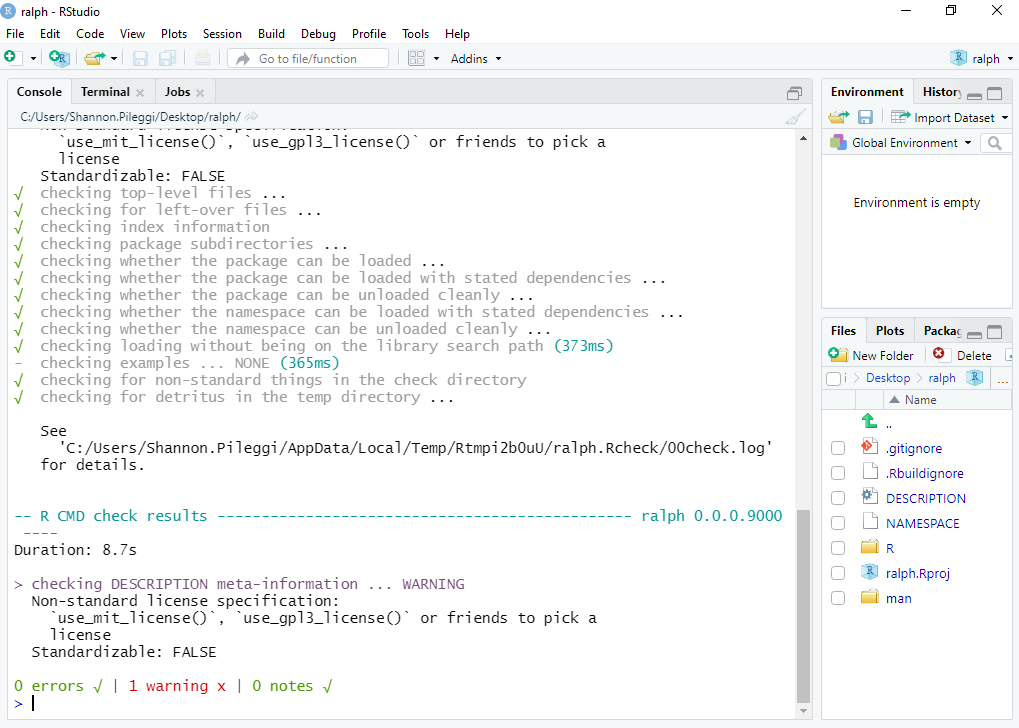 ralph - RStudio
File Edit Code View Plots Session Build Debug Profile Tools Help
Go to file/function Addins ralph
Console Terminal Jobs
C:/Users/Shannon.Pileggi/Desktop/ralph/
Non-standard license specification:
`use_mit_license()`, `use_gpl3_license()` or friends to pick a
license
Standardizable: FALSE
√ checking top-level files ...
√ checking for left-over files ...
√ checking index information
√ checking package subdirectories ...
√ checking whether the package can be loaded ...
√ checking whether the package can be loaded with stated dependencies ...
√ checking whether the package can be unloaded cleanly ...
√ checking whether the namespace can be loaded with stated dependencies ...
√ checking whether the namespace can be unloaded cleanly ...
√ checking loading without being on the library search path (373ms)
- checking examples ... NONE (365ms)
√ checking for non-standard things in the check directory
√ checking for detritus in the temp directory ...
See
'C:/Users/Shannon.Pileggi/AppData/Local/Temp/Rtmpi2b0uU/ralph.Rcheck/00check.log'
for details.
-- R CMD check results ----------------------------------------------- ralph 0.0.0.9000
----
Duration: 8.7s
> checking DESCRIPTION meta-information ... WARNING
Non-standard license specification:
`use_mit_license()`, `use_gpl3_license()` or friends to pick a
license
Standardizable: FALSE
0 errors √ | 1 warning x | 0 notes √
>
Environment History
Import Dataset
Global Environment
Environment is empty
Files Plots Packag
New Folder Delete
Desktop ralph ...
Name
..
.gitignore
.Rbuildignore
DESCRIPTION
NAMESPACE
R
ralph.Rproj
man